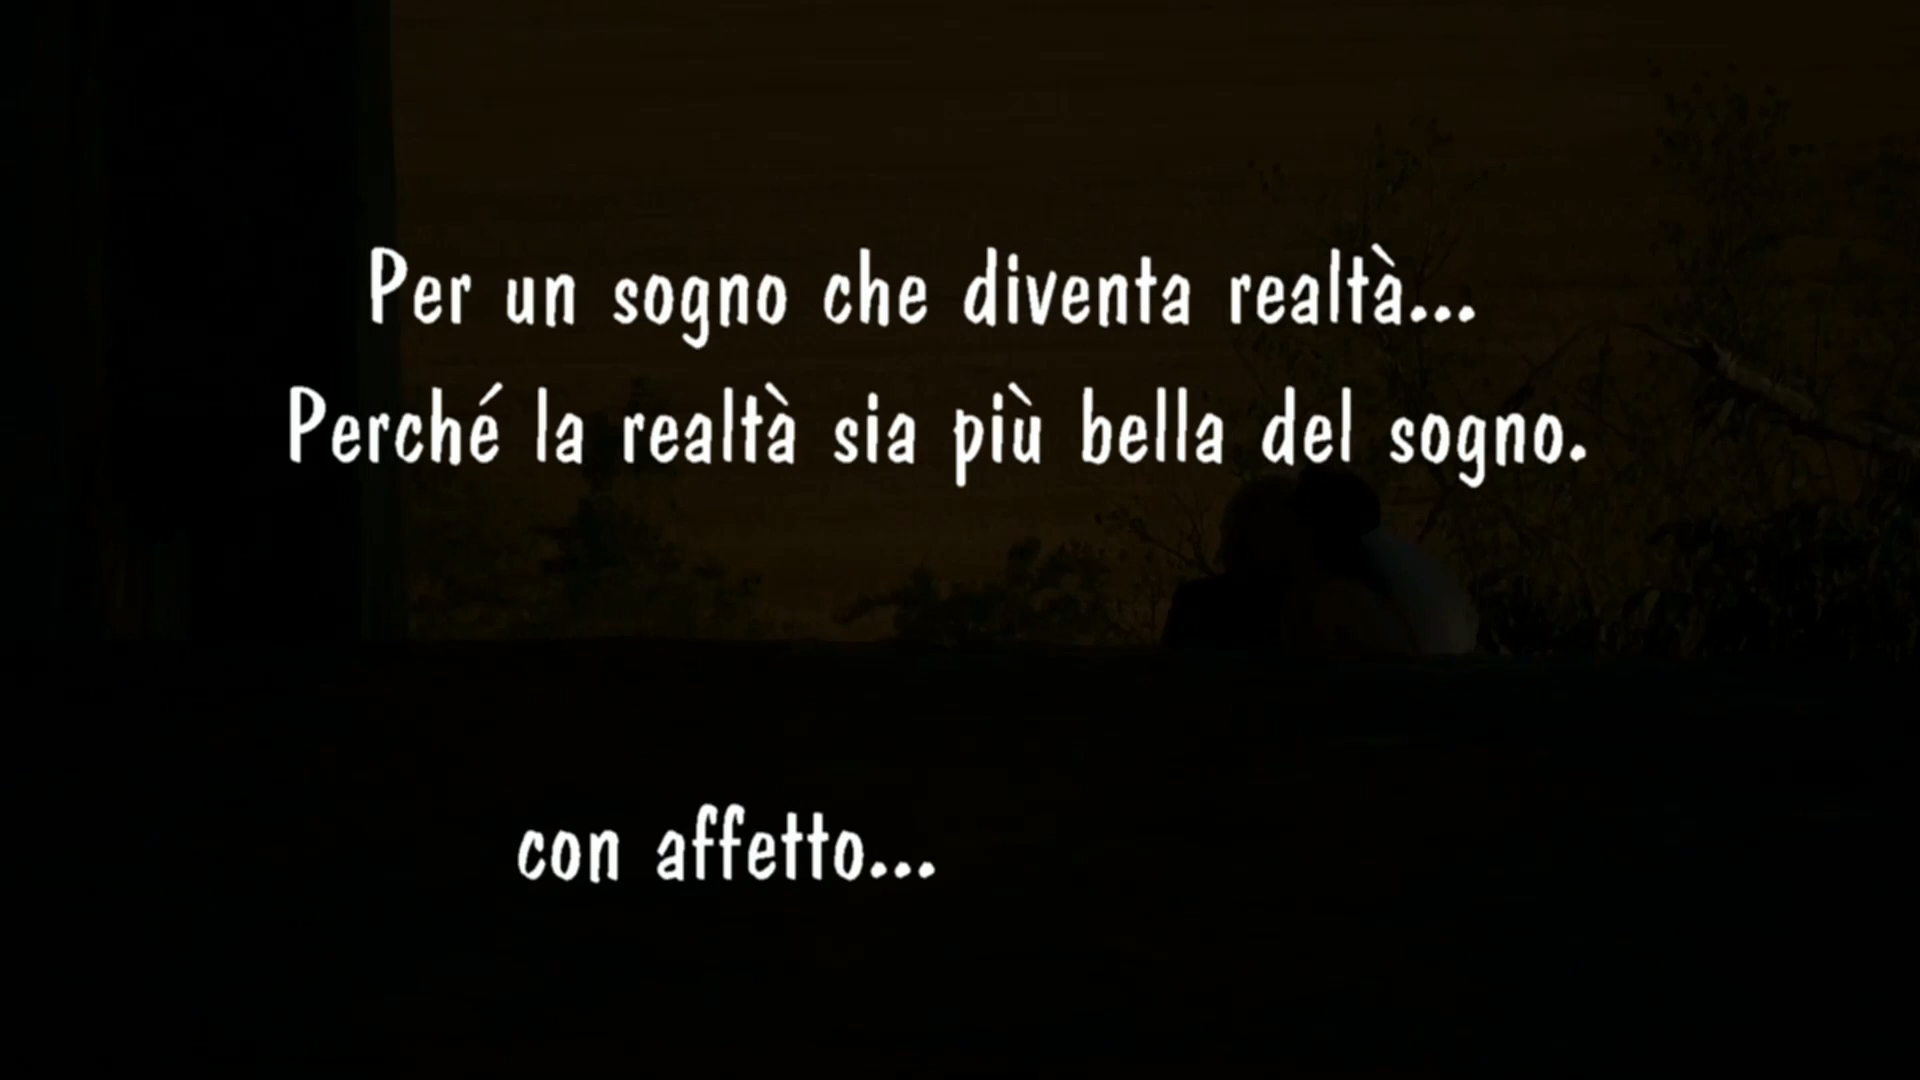 Per un sogno che diventa realtà...
Perché la realtà sia più bella del sogno.
con affetto...